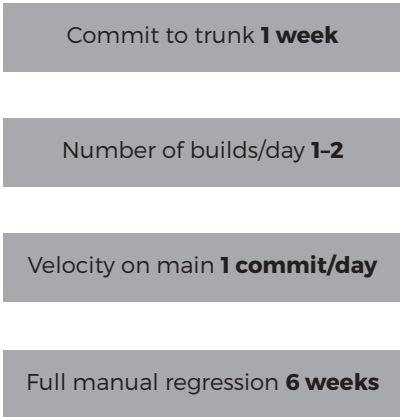 Commit to trunk 1 week
Number of builds/day 1–2
Velocity on main 1 commit/day
Full manual regression 6 weeks